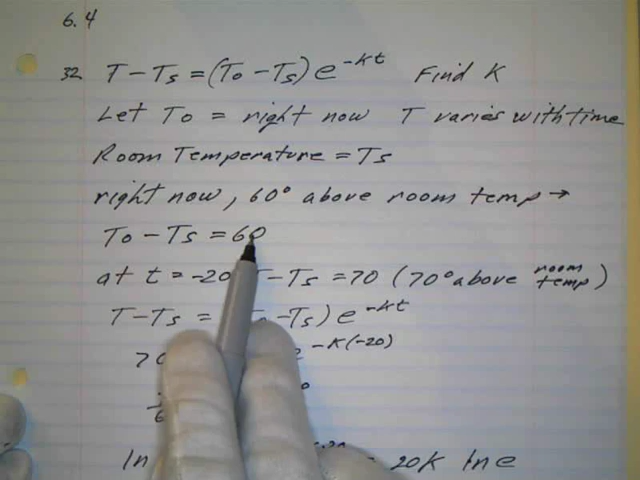 6.4
32 T - Ts = (To - Ts) e^-Kt Find K
Let To = right now T varies with time
Room Temperature = Ts
right now, 60° above room temp →
To - Ts = 60
at t = -20 T - Ts = 70 (70° above room temp)
T - Ts = - Ts) e^-Kt
70 e^-K(-20)
ln 20K ln e